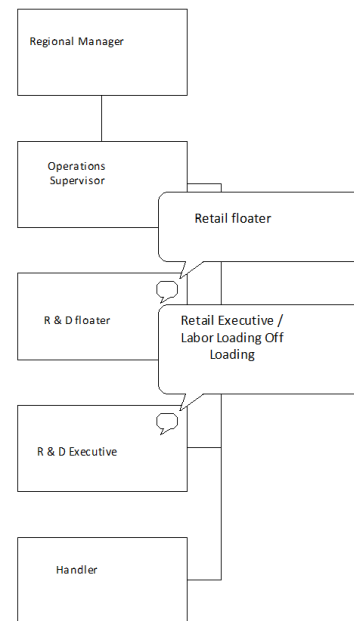 Regional Manager
Operations
Supervisor
Retail floater
R & D floater
Retail Executive /
Labor Loading Off
Loading
R & D Executive
Handler